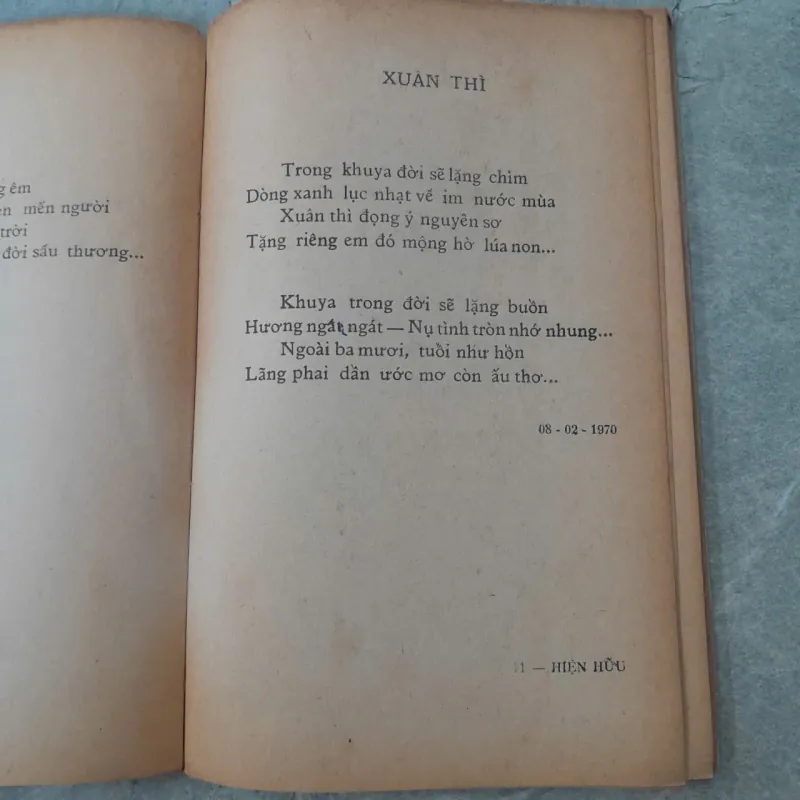 êm
mến người
trời
đời sấu thương...
XUÂN THÌ
Trong khuya đời sẽ lặng chìm
Dòng xanh lục nhạt về im nước mùa
Xuân thì đọng ý nguyên sơ
Tặng riêng em đó mộng hờ lúa non...
Khuya trong đời sẽ lặng buồn
Hương ngát ngát — Nụ tình tròn nhớ nhung...
Ngoài ba mươi, tuổi như hồn
Lãng phai dần ước mơ còn ấu thơ...
08 - 02 - 1970
— HIỆN HỮU